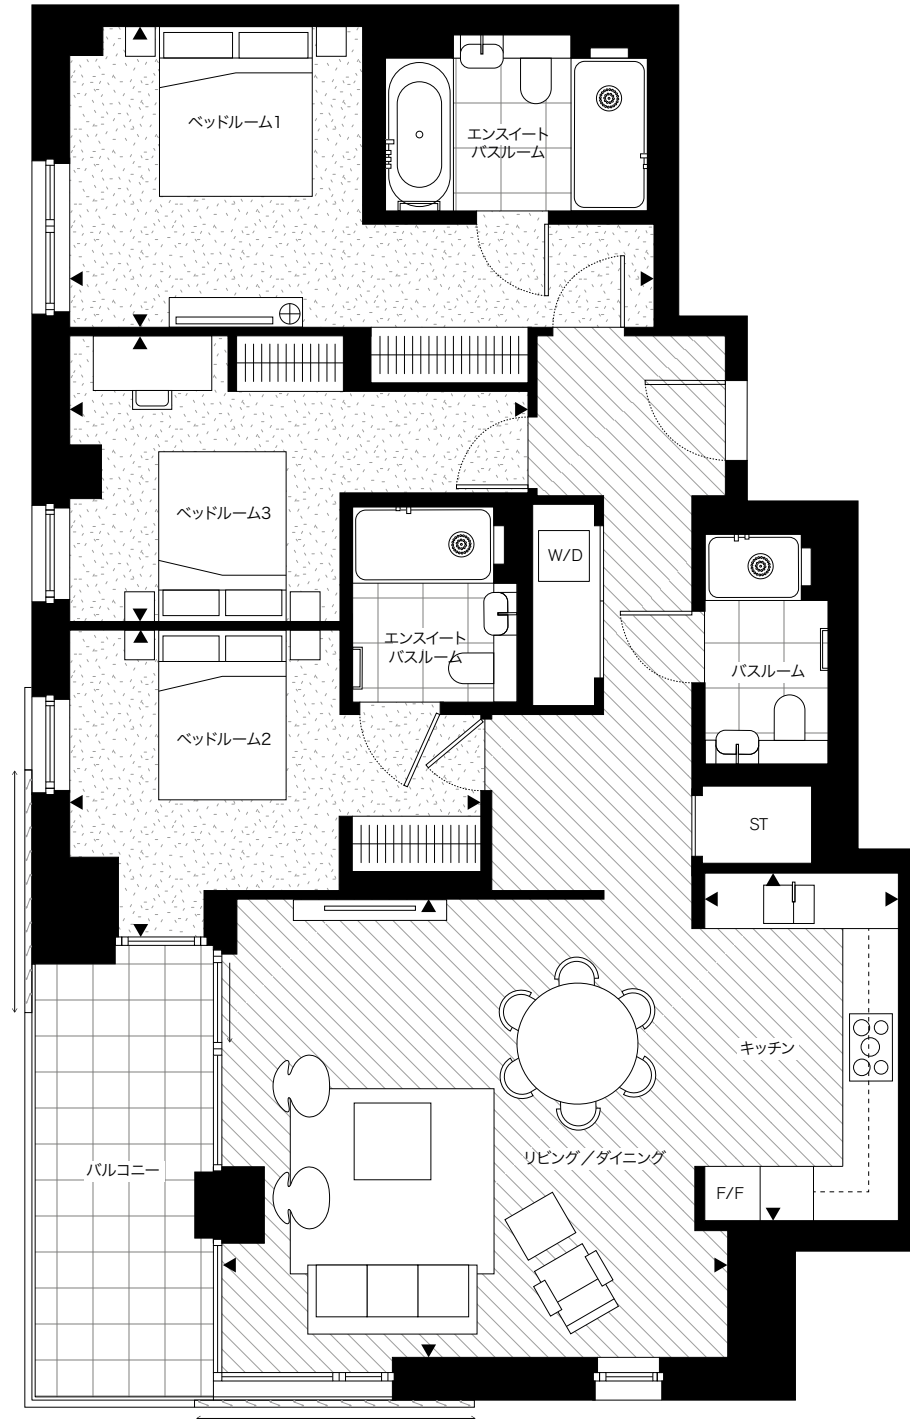 ベッドルーム1
エンスイート
バスルーム
ベッドルーム3
W/D
エンスイート
バスルーム
バスルーム
ベッドルーム2
ST
キッチン
リビング／ダイニング
バルコニー
F/F